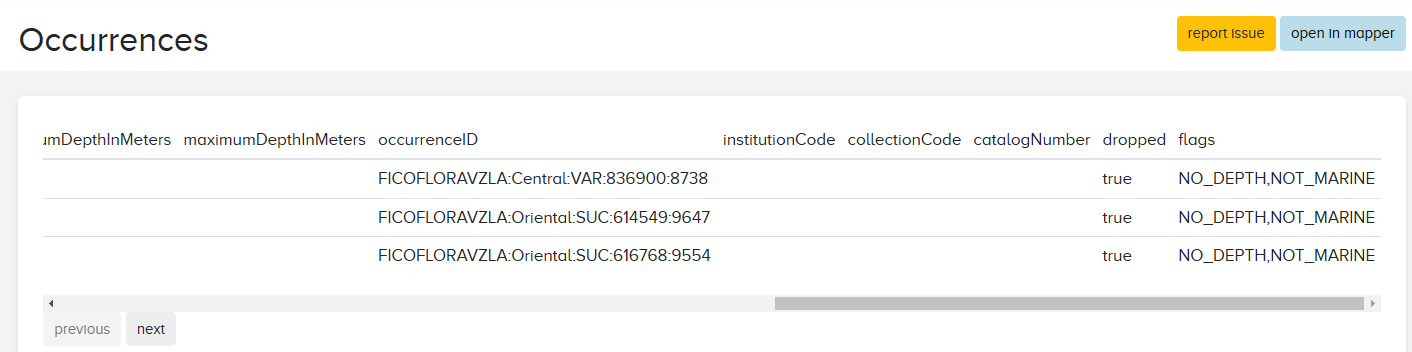 Occurrences
report issue open in mapper
umDepthInMeters maximumDepthInMeters occurrenceID institutionCode collectionCode catalogNumber dropped flags
FICOFLORAVZLA:Central:VAR:836900:8738 true NO_DEPTH,NOT_MARINE
FICOFLORAVZLA:Oriental:SUC:614549:9647 true NO_DEPTH,NOT_MARINE
FICOFLORAVZLA:Oriental:SUC:616768:9554 true NO_DEPTH,NOT_MARINE
previous next